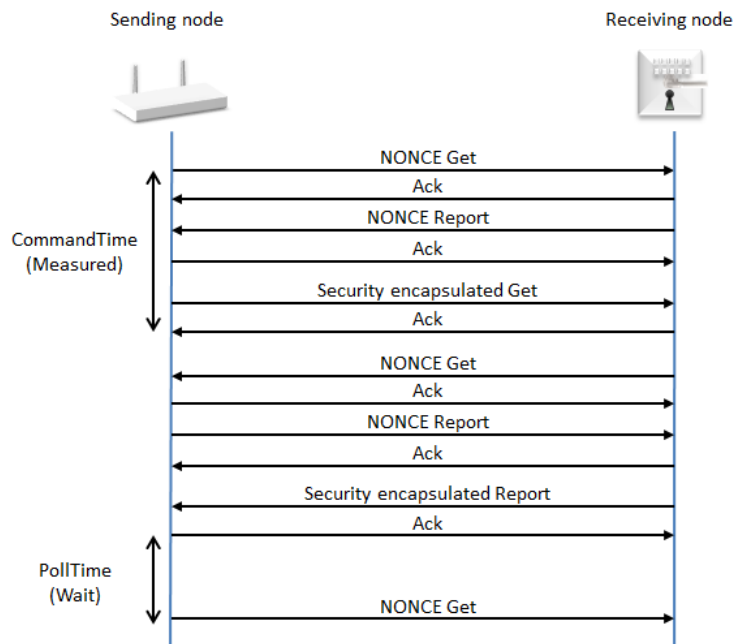 Sending node
Receiving node
NONCE Get
Ack
NONCE Report
CommandTime
(Measured)
Ack
Security encapsulated Get
Ack
NONCE Get
Ack
NONCE Report
Ack
Security encapsulated Report
Ack
PollTime
(Wait)
NONCE Get